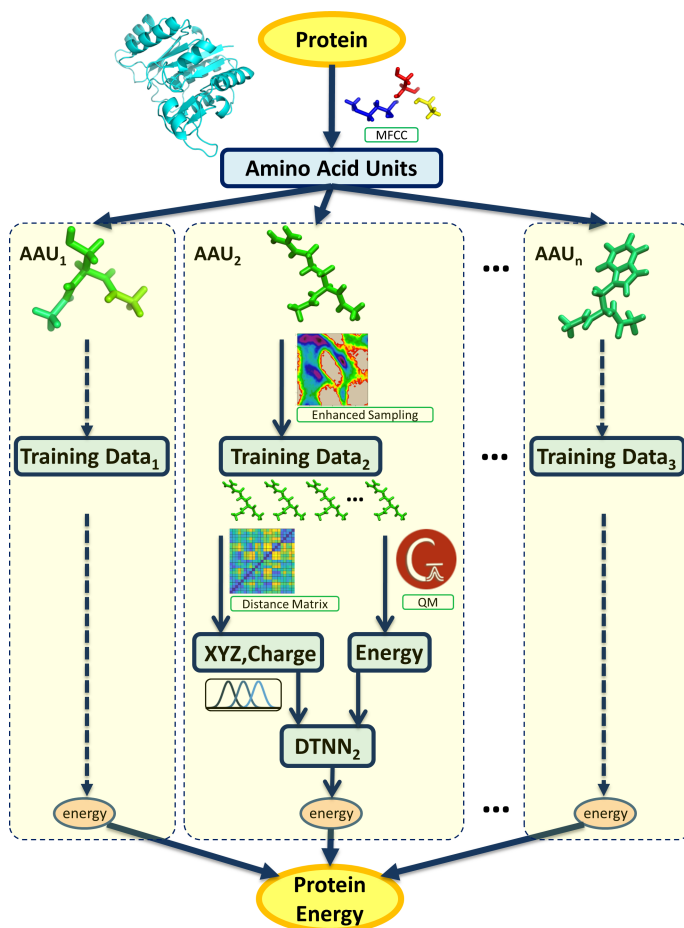 Protein
MFCC
Amino Acid Units
AAU1
AAU2
...
AAUn
Enhanced Sampling
Training Data1
Training Data2
...
Training Data3
...
Distance Matrix
QM
XYZ,Charge
Energy
DTNN2
energy
energy
...
energy
Protein
Energy